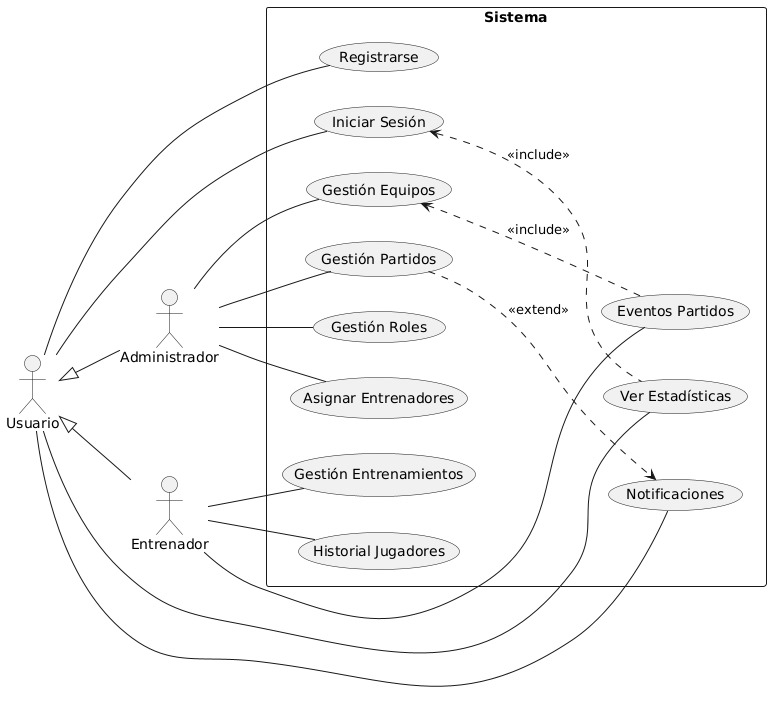 Sistema
Registrarse
Iniciar Sesión
«include»
Gestión Equipos
«include»
Gestión Partidos
«extend»
Eventos Partidos
Gestión Roles
Administrador
Ver Estadísticas
Asignar Entrenadores
Usuario
Gestión Entrenamientos
Notificaciones
Entrenador
Historial Jugadores